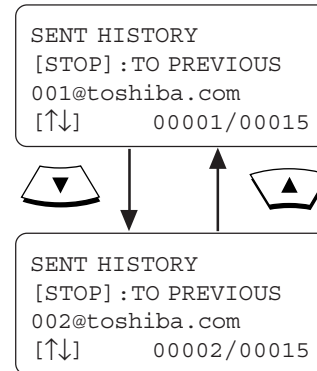 SENT HISTORY
[STOP]:TO PREVIOUS
001@toshiba.com
[↑↓] 00001/00015
SENT HISTORY
[STOP]:TO PREVIOUS
002@toshiba.com
[↑↓] 00002/00015